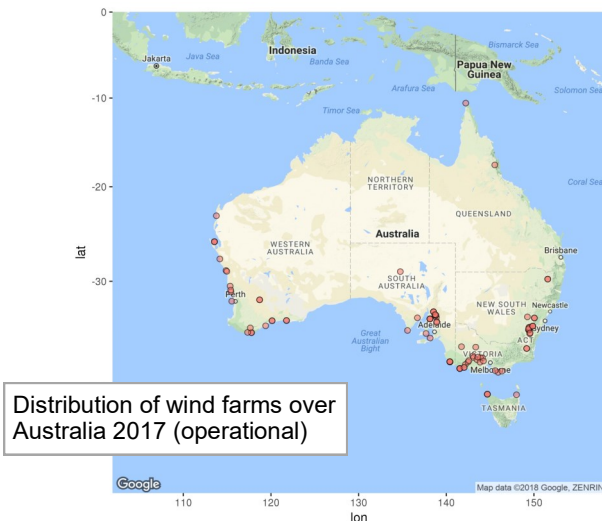 0
-10
-20
-30
lat
110
120
130
140
150
lon
Jakarta
Java Sea
Indonesia
Banda Sea
Bismarck Sea
Papua New
Guinea
Solomon Sea
Arafura Sea
Timor Sea
Coral Sea
NORTHERN
TERRITORY
QUEENSLAND
Australia
WESTERN
AUSTRALIA
Brisbane
SOUTH
AUSTRALIA
Perth
NEW SOUTH
WALES
Newcastle
Adelaide
Sydney
ACT
Great
Australian
Bight
VICTORIA
Melbourne
TASMANIA
Distribution of wind farms over
Australia 2017 (operational)
Google
Map data ©2018 Google, ZENRIN